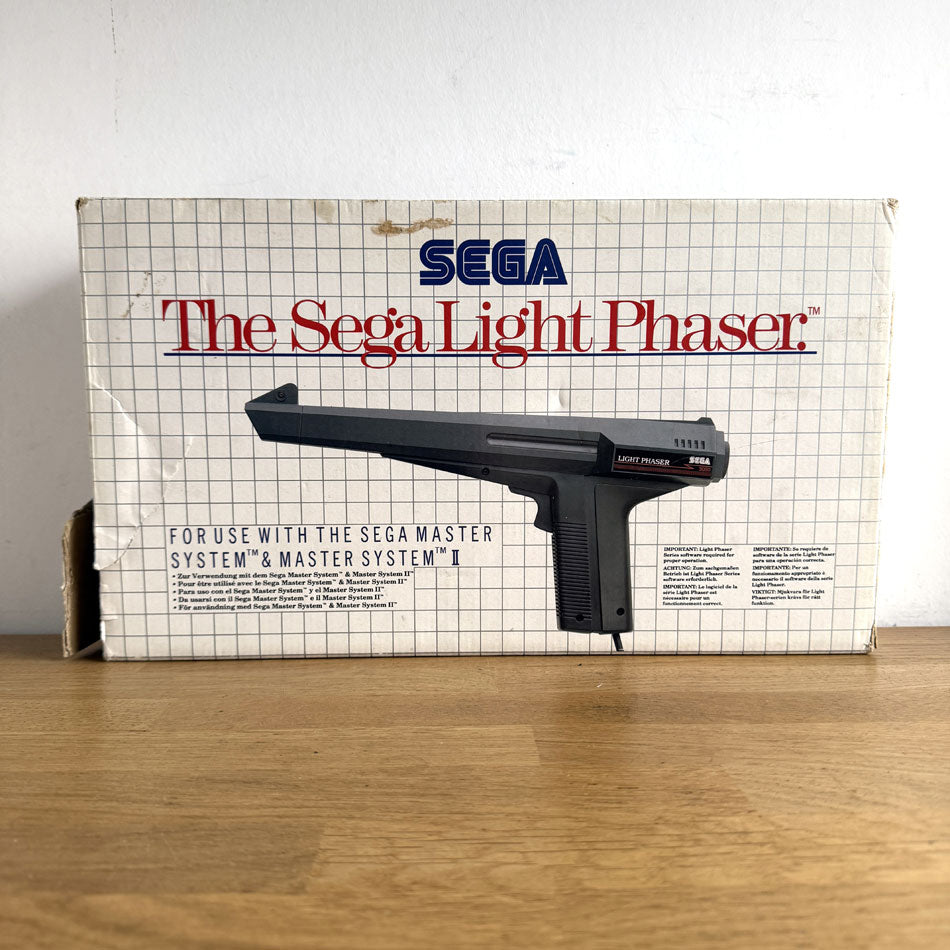 SEGA
The Sega Light Phaser.™
LIGHT PHASER
SEGA
FOR USE WITH THE SEGA MASTER
SYSTEM™ & MASTER SYSTEM™ II
• Zur Verwendung mit dem Sega Master System™ & Master System II™
• Pour être utilisé avec le Sega Master System™ & Master System II™
• Para uso con el Sega Master System™ y el Master System II™
• Da usarsi con il Sega Master System™ e il Master System II™
• För användning med Sega Master System™ & Master System II™
IMPORTANT: Light Phaser
Series software required for
proper operation.
ACHTUNG: Zum sachgemäßen
Betrieb ist Light Phaser Series
software erforderlich.
IMPORTANT: Le logiciel de la
série Light Phaser est
nécessaire pour un
fonctionnement correct.
IMPORTANTE: Se requiere de
software de la serie Light Phaser
para una operación correcta.
IMPORTANTE: Per un
funzionamento appropriato è
necessario il software della serie
Light Phaser.
VIKTIGT: Mjukvara för Light
Phaser-serien krävs för rätt
funktion.